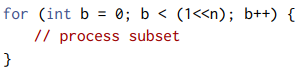 for (int b = 0; b < (1<<n); b++) {
    // process subset
}